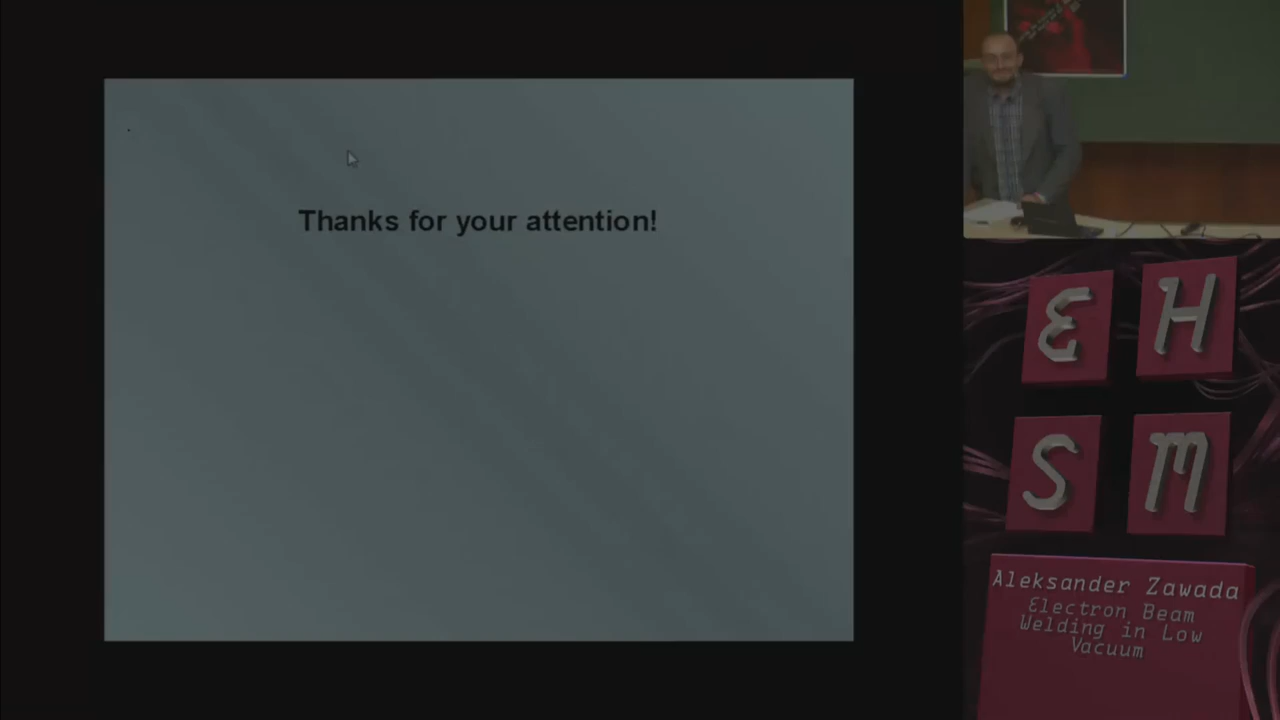 Thanks for your attention!
E H
S M
Aleksander Zawada
Electron Beam
Welding in Low
Vacuum